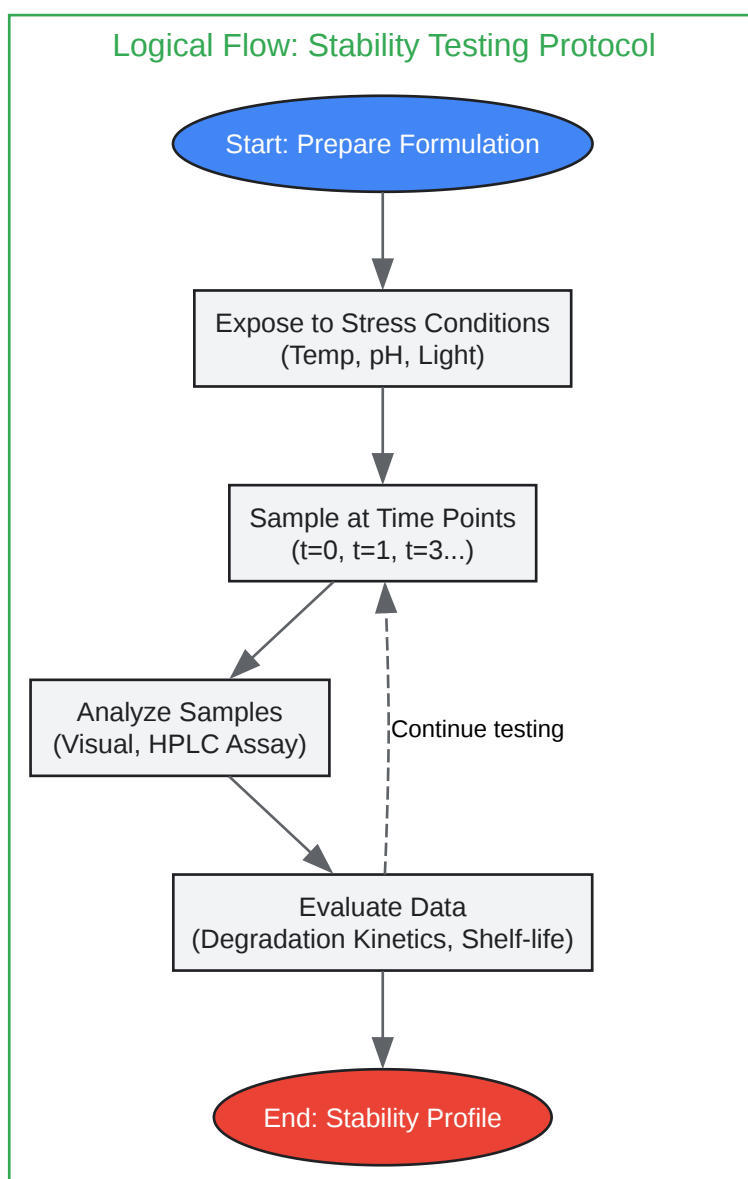 Logical Flow: Stability Testing Protocol
Start: Prepare Formulation
Expose to Stress Conditions
(Temp, pH, Light)
Sample at Time Points
(t=0, t=1, t=3...)
Analyze Samples
(Visual, HPLC Assay)
Continue testing
Evaluate Data
(Degradation Kinetics, Shelf-life)
End: Stability Profile